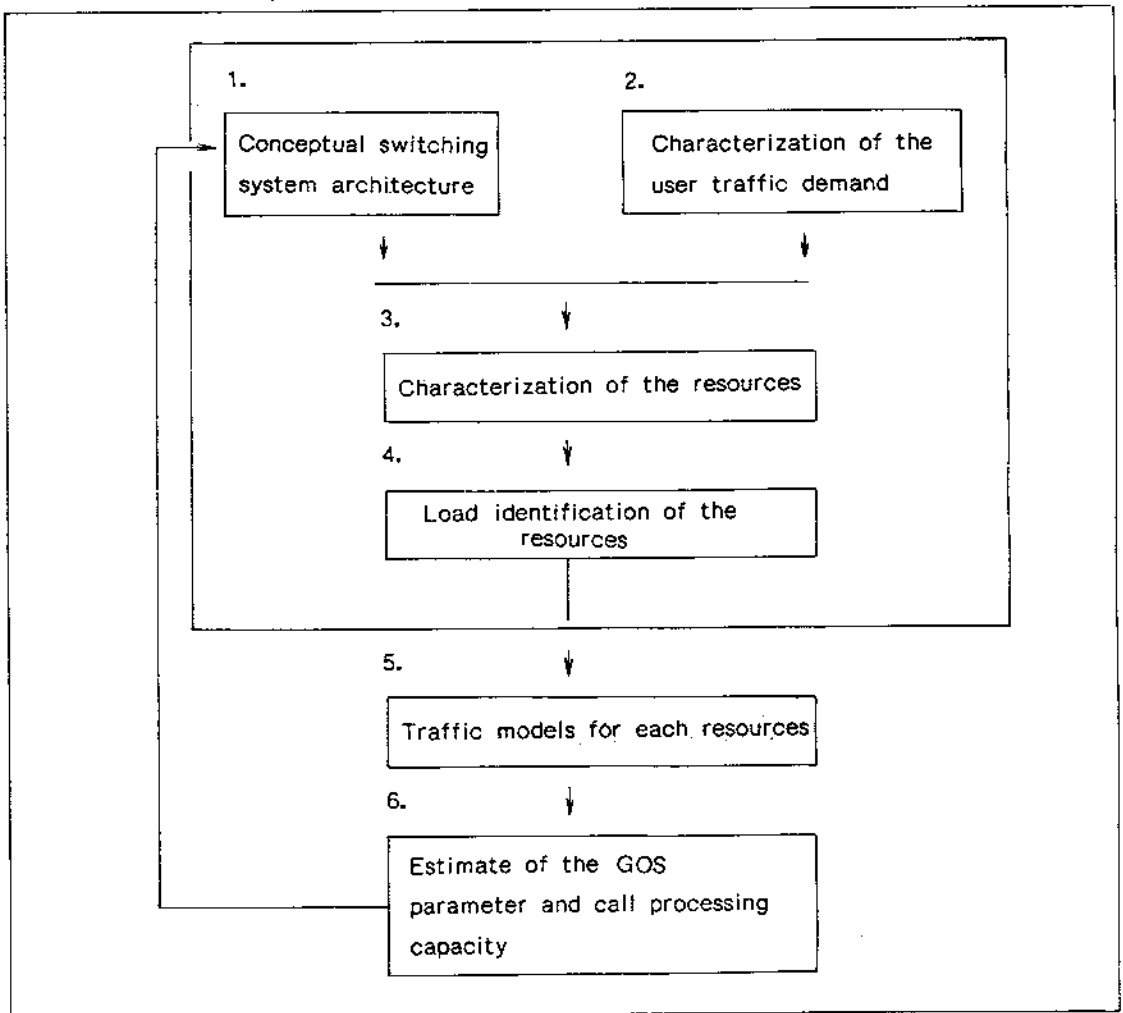 1.
Conceptual switching
system architecture
2.
Characterization of the
user traffic demand
3.
Characterization of the resources
4.
Load identification of the
resources
5.
Traffic models for each resources
6.
Estimate of the GOS
parameter and call processing
capacity